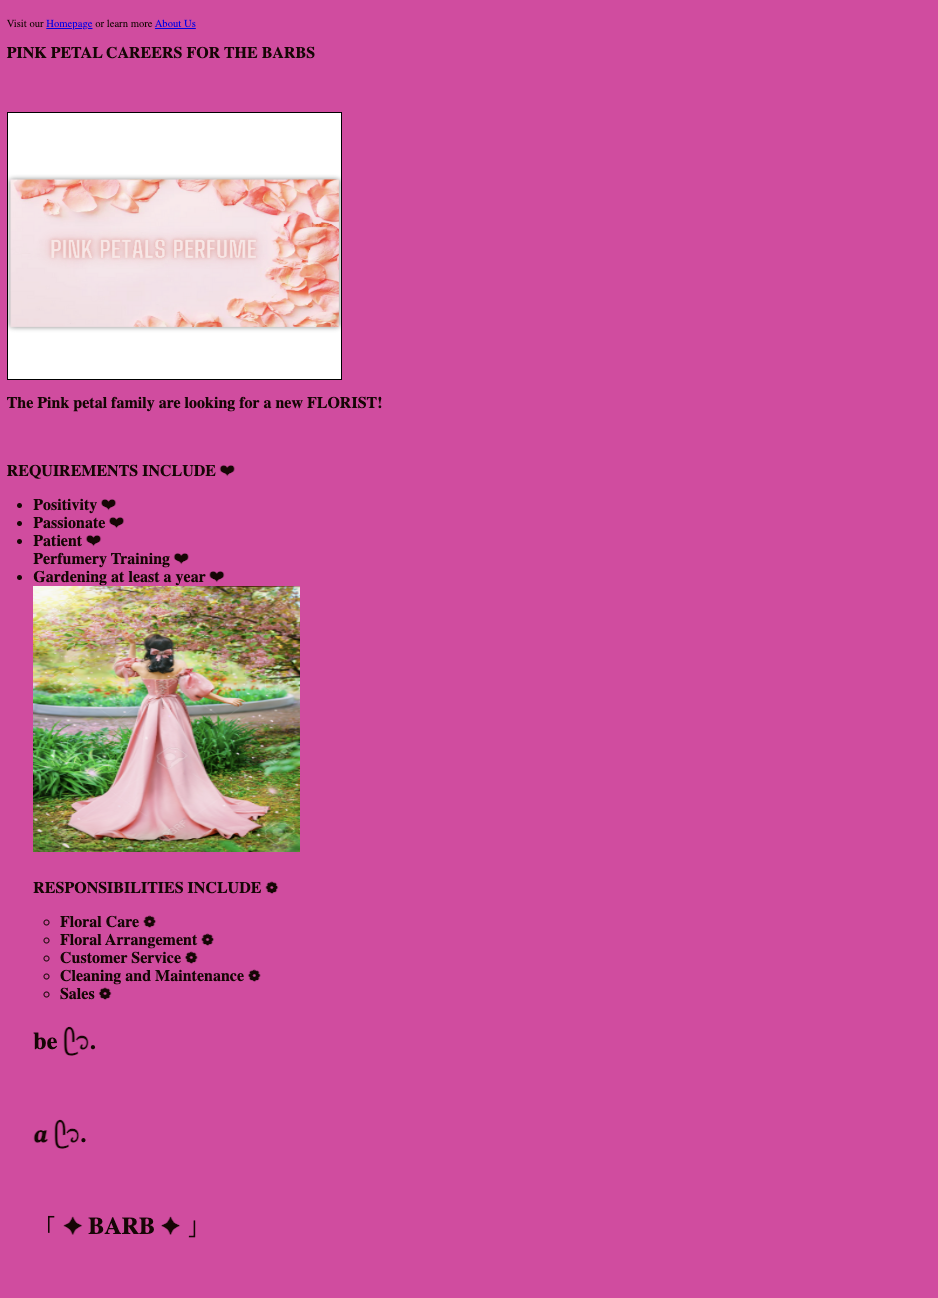 Visit our Homepage or learn more About Us
PINK PETAL CAREERS FOR THE BARBS
PINK PETALS PERFUME
The Pink petal family are looking for a new FLORIST!
REQUIREMENTS INCLUDE ❤
• Positivity ❤
• Passionate ❤
• Patient ❤
Perfumery Training ❤
• Gardening at least a year ❤
RESPONSIBILITIES INCLUDE ❁
◦ Floral Care ❁
◦ Floral Arrangement ❁
◦ Customer Service ❁
◦ Cleaning and Maintenance ❁
◦ Sales ❁
be ᥫ᭡.
a ᥫ᭡.
「 ✦ BARB ✦ 」